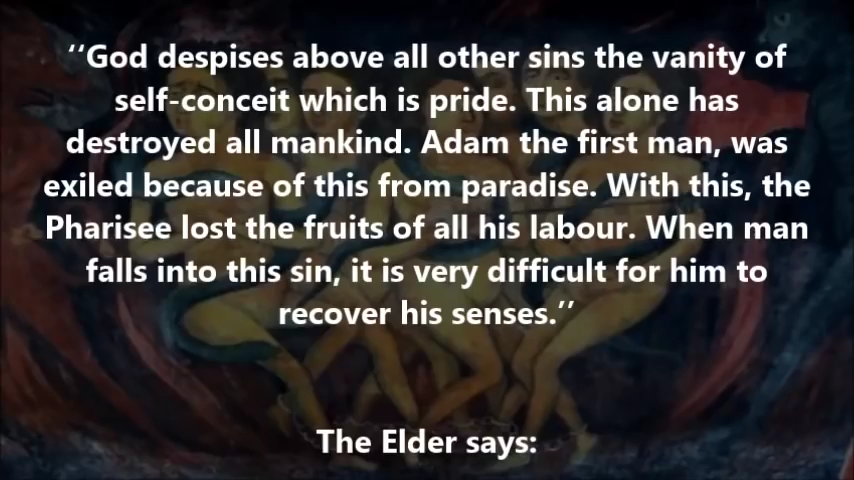 ‘‘God despises above all other sins the vanity of
self-conceit which is pride. This alone has
destroyed all mankind. Adam the first man, was
exiled because of this from paradise. With this, the
Pharisee lost the fruits of all his labour. When man
falls into this sin, it is very difficult for him to
recover his senses.’’
The Elder says: